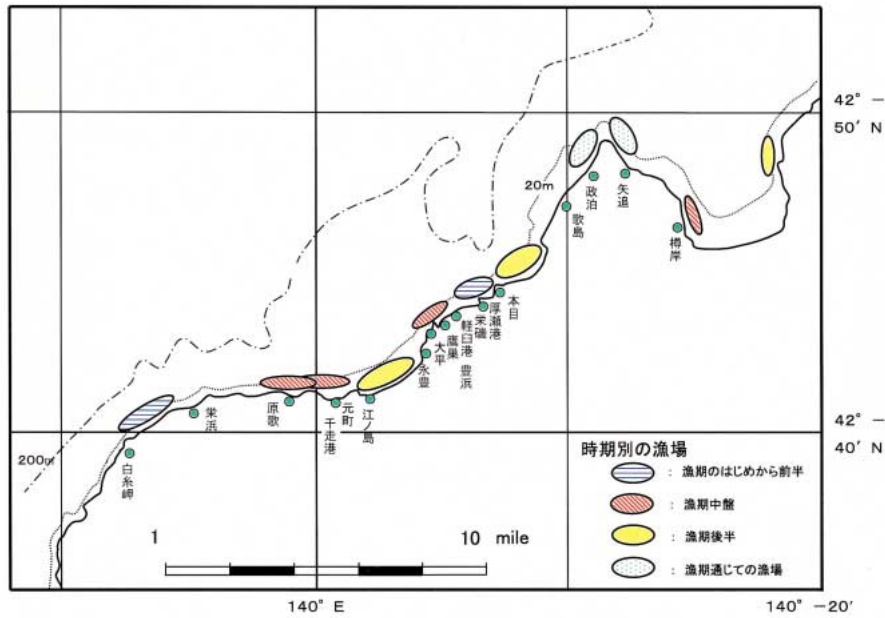 42° －
50′ N
20m
政泊
矢追
歌島
樽岸
本目
厚瀬港
栄磯
軽臼港 豊浜
鷹巣
大平
永豊
江ノ島
元町
千走港
原歌
栄浜
白糸岬
200m
42° －
40′ N
時期別の漁場
: 漁期のはじめから前半
: 漁期中盤
: 漁期後半
: 漁期通じての漁場
1 10 mile
140° E
140° －20′